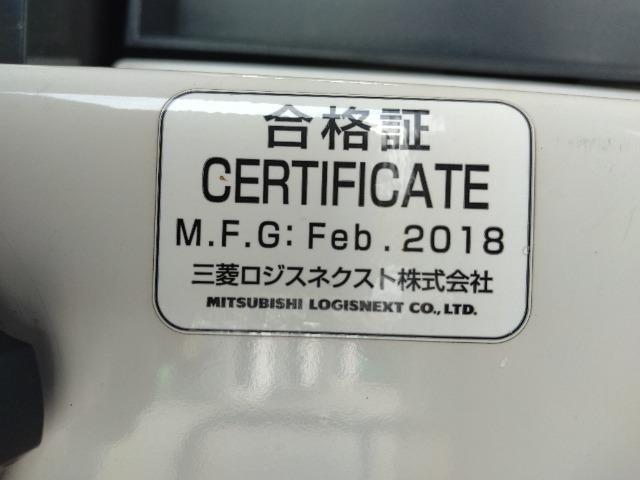 合格証
CERTIFICATE
M.F.G: Feb. 2018
三菱ロジスネクスト株式会社
MITSUBISHI LOGISNEXT CO., LTD.